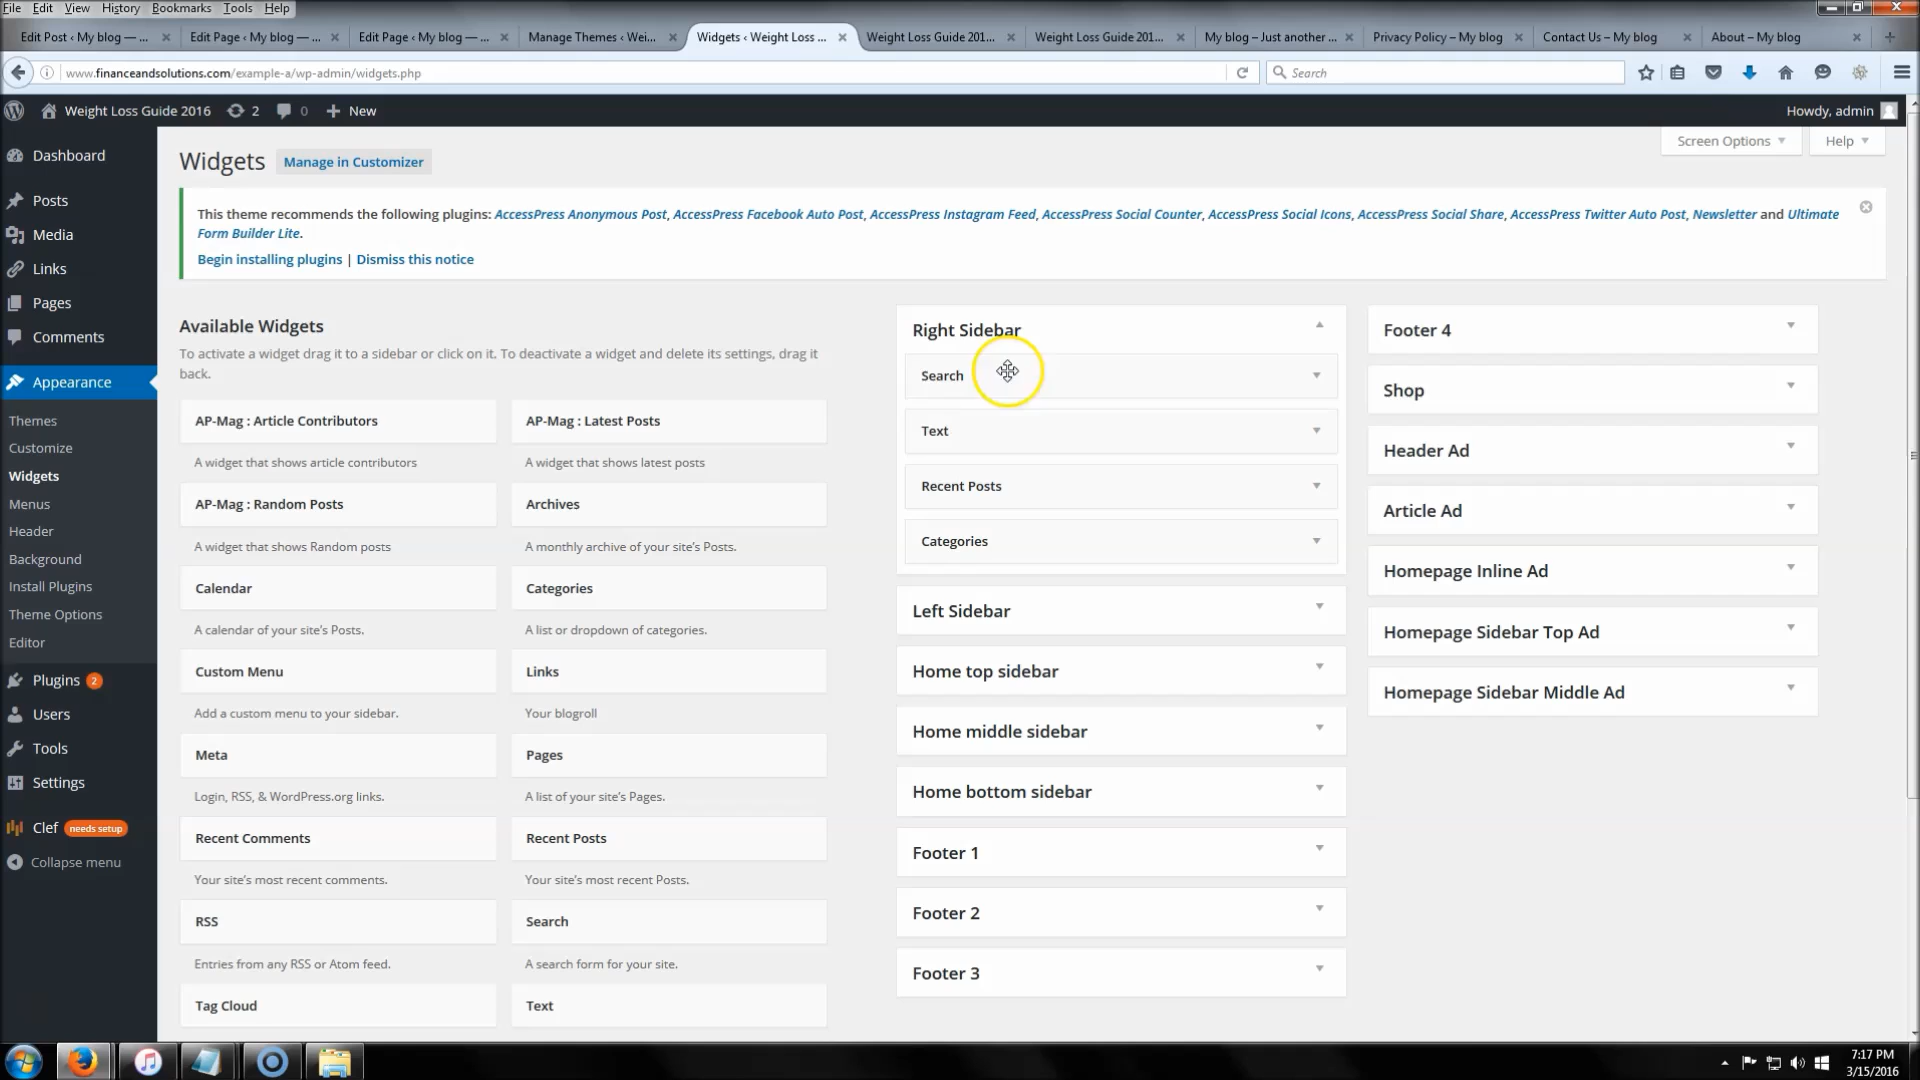 File Edit View History Bookmarks Tools Help
Edit Post ‹ My blog — ...
Edit Page ‹ My blog — ...
Edit Page ‹ My blog — ...
Manage Themes ‹ Wei...
Widgets ‹ Weight Loss ...
Weight Loss Guide 201...
Weight Loss Guide 201...
My blog – Just another ...
Privacy Policy – My blog
Contact Us – My blog
About – My blog
www.financeandsolutions.com/example-a/wp-admin/widgets.php
Search
Weight Loss Guide 2016 2 0 + New
Howdy, admin
Dashboard
Posts
Media
Links
Pages
Comments
Appearance
Themes
Customize
Widgets
Menus
Header
Background
Install Plugins
Theme Options
Editor
Plugins 2
Users
Tools
Settings
Clef needs setup
Collapse menu
Screen Options Help
Widgets Manage in Customizer
This theme recommends the following plugins: AccessPress Anonymous Post, AccessPress Facebook Auto Post, AccessPress Instagram Feed, AccessPress Social Counter, AccessPress Social Icons, AccessPress Social Share, AccessPress Twitter Auto Post, Newsletter and Ultimate
Form Builder Lite.
Begin installing plugins | Dismiss this notice
Available Widgets
To activate a widget drag it to a sidebar or click on it. To deactivate a widget and delete its settings, drag it
back.
AP-Mag : Article Contributors
A widget that shows article contributors
AP-Mag : Latest Posts
A widget that shows latest posts
AP-Mag : Random Posts
A widget that shows Random posts
Archives
A monthly archive of your site's Posts.
Calendar
A calendar of your site's Posts.
Categories
A list or dropdown of categories.
Custom Menu
Add a custom menu to your sidebar.
Links
Your blogroll
Meta
Login, RSS, & WordPress.org links.
Pages
A list of your site's Pages.
Recent Comments
Your site's most recent comments.
Recent Posts
Your site's most recent Posts.
RSS
Entries from any RSS or Atom feed.
Search
A search form for your site.
Tag Cloud
Text
Right Sidebar
Search
Text
Recent Posts
Categories
Left Sidebar
Home top sidebar
Home middle sidebar
Home bottom sidebar
Footer 1
Footer 2
Footer 3
Footer 4
Shop
Header Ad
Article Ad
Homepage Inline Ad
Homepage Sidebar Top Ad
Homepage Sidebar Middle Ad
7:17 PM
3/15/2016